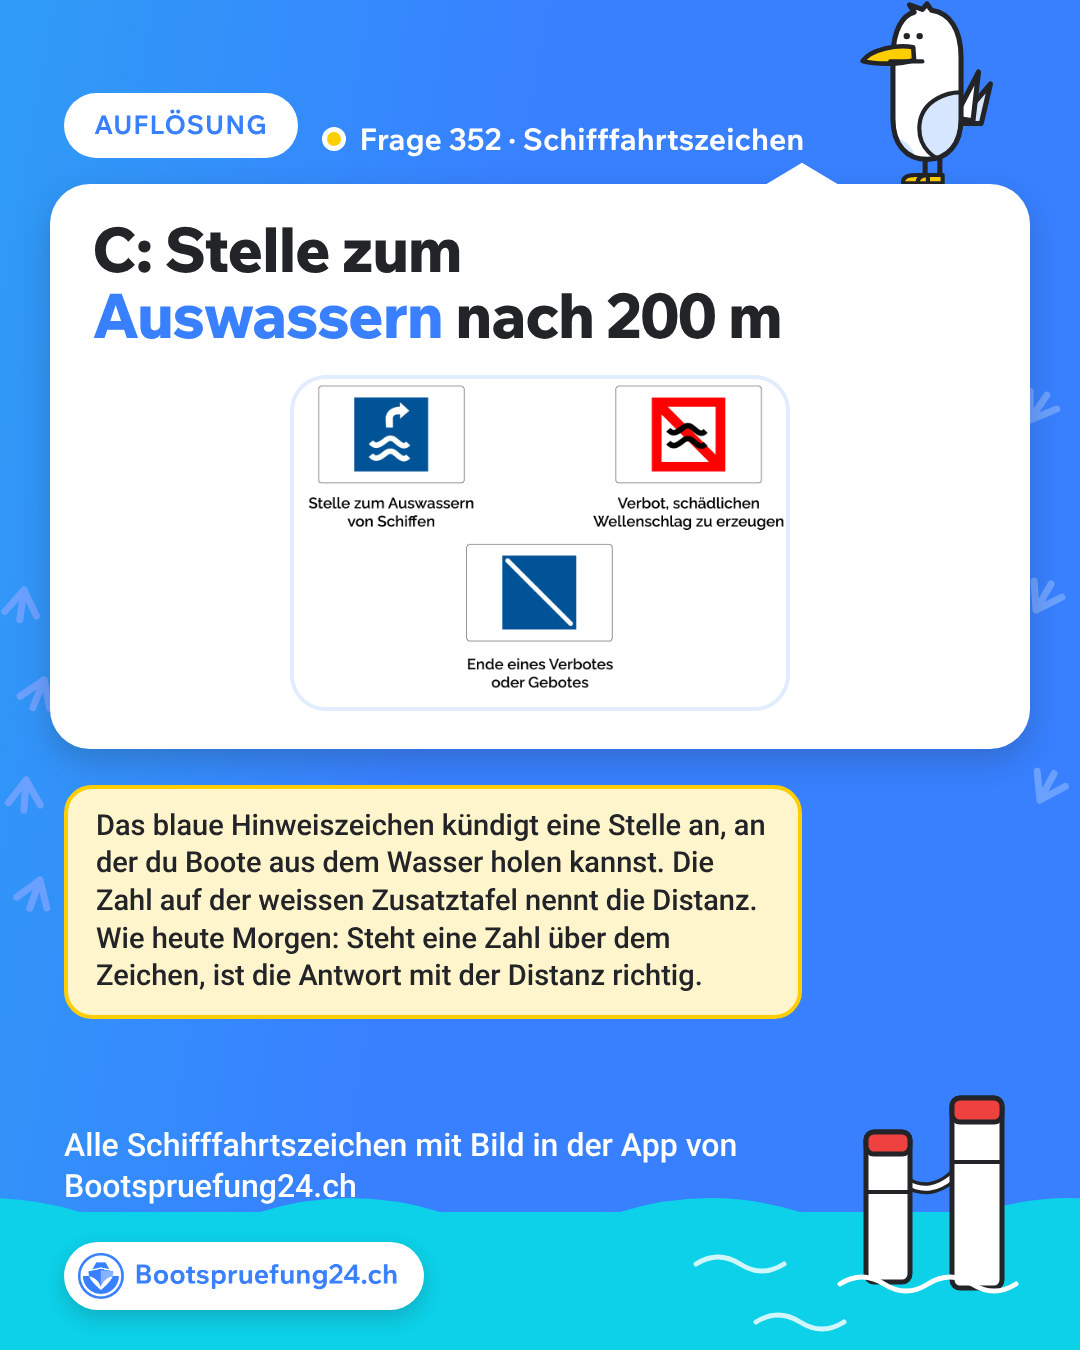 AUFLÖSUNG
Frage 352 · Schifffahrtszeichen
C: Stelle zum
Auswassern nach 200 m
Stelle zum Auswassern
von Schiffen
Verbot, schädlichen
Wellenschlag zu erzeugen
Ende eines Verbotes
oder Gebotes
Das blaue Hinweiszeichen kündigt eine Stelle an, an
der du Boote aus dem Wasser holen kannst. Die
Zahl auf der weissen Zusatztafel nennt die Distanz.
Wie heute Morgen: Steht eine Zahl über dem
Zeichen, ist die Antwort mit der Distanz richtig.
Alle Schifffahrtszeichen mit Bild in der App von
Bootspruefung24.ch
Bootspruefung24.ch